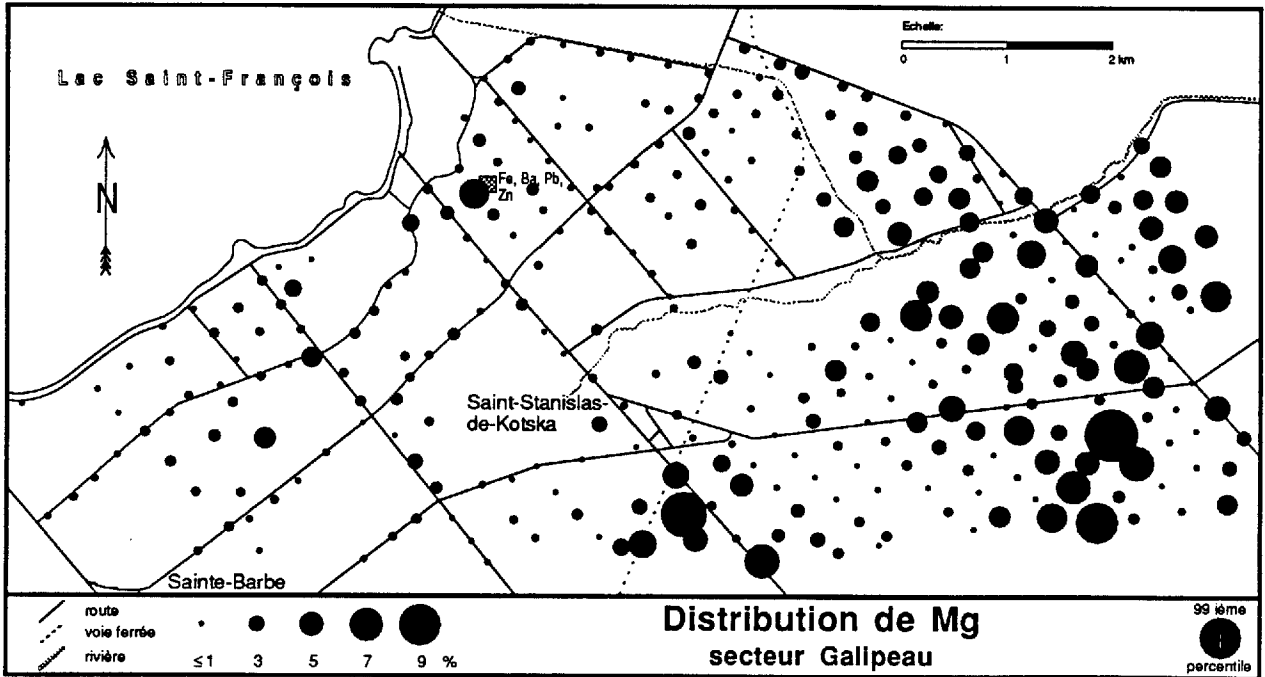 Echelle:
0 1 2 km
Lac Saint-François
N
Fe, Ba, Pb,
Zn
Saint-Stanislas-
de-Kotska
Sainte-Barbe
route
voie ferrée
rivière
≤1 3 5 7 9 %
Distribution de Mg
secteur Galipeau
99 ième
percentile